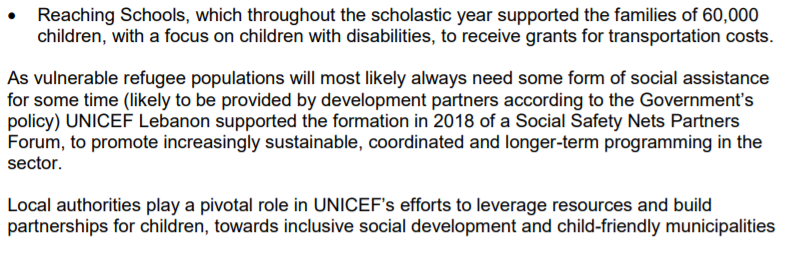 • Reaching Schools, which throughout the scholastic year supported the families of 60,000
children, with a focus on children with disabilities, to receive grants for transportation costs.
As vulnerable refugee populations will most likely always need some form of social assistance
for some time (likely to be provided by development partners according to the Government's
policy) UNICEF Lebanon supported the formation in 2018 of a Social Safety Nets Partners
Forum, to promote increasingly sustainable, coordinated and longer-term programming in the
sector.
Local authorities play a pivotal role in UNICEF's efforts to leverage resources and build
partnerships for children, towards inclusive social development and child-friendly municipalities